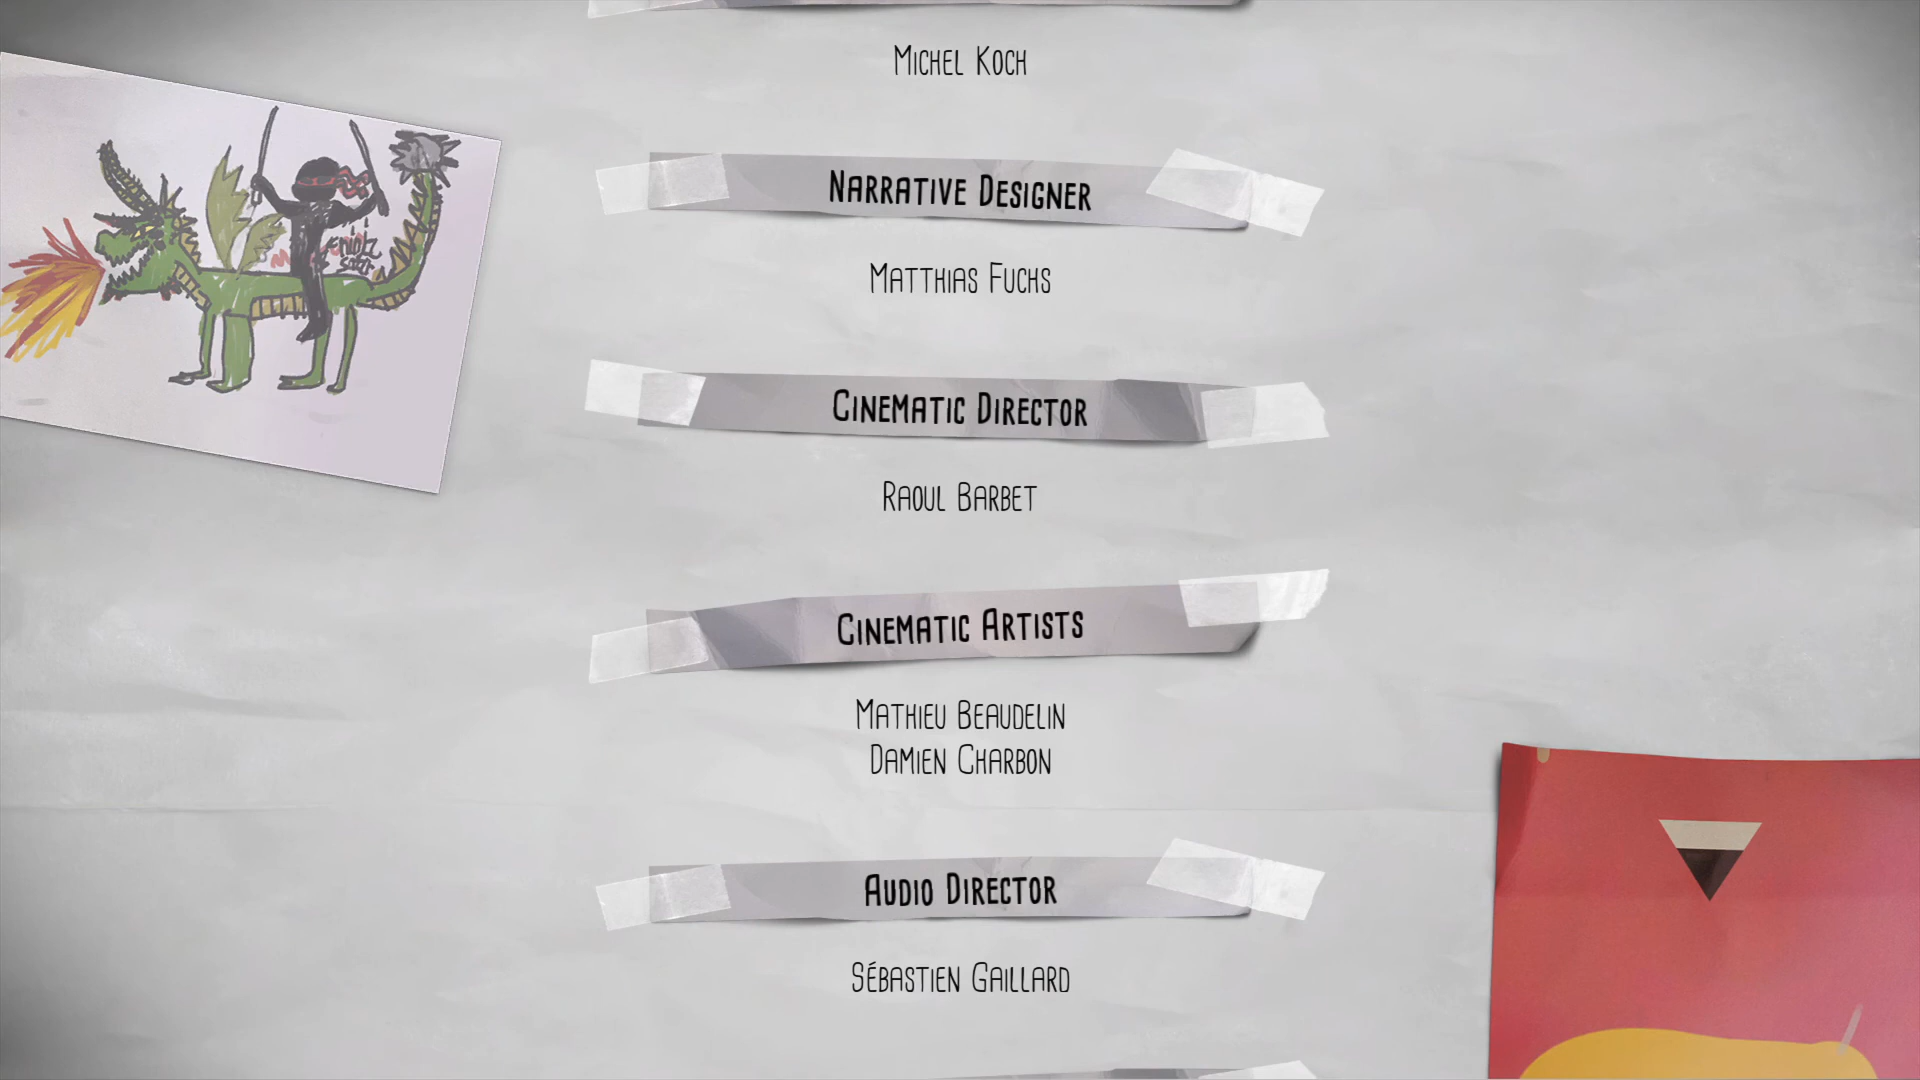 Michel Koch
Narrative Designer
Matthias Fuchs
Cinematic Director
Raoul Barbet
Cinematic Artists
Mathieu Beaudelin
Damien Charbon
Audio Director
Sébastien Gaillard